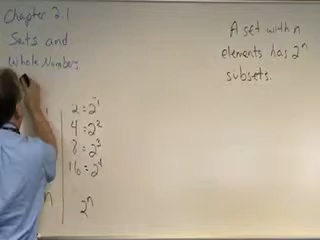 Chapter 2.1
Sets and
Whole Numbers
A set with n
elements has 2ⁿ
subsets.
2 = 2¹
4 = 2²
8 = 2³
16 = 2⁴
n
2ⁿ